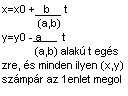 x=x0 + b t
(a,b)
y=y0 - a t
(a,b) alakú t egés
zre, és minden ilyen (x,y)
számpár az 1enlet megol